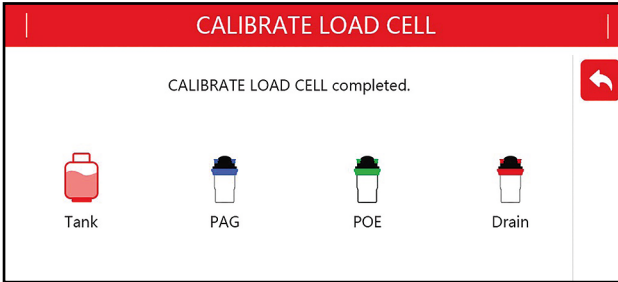 CALIBRATE LOAD CELL
CALIBRATE LOAD CELL completed.
Tank PAG POE Drain